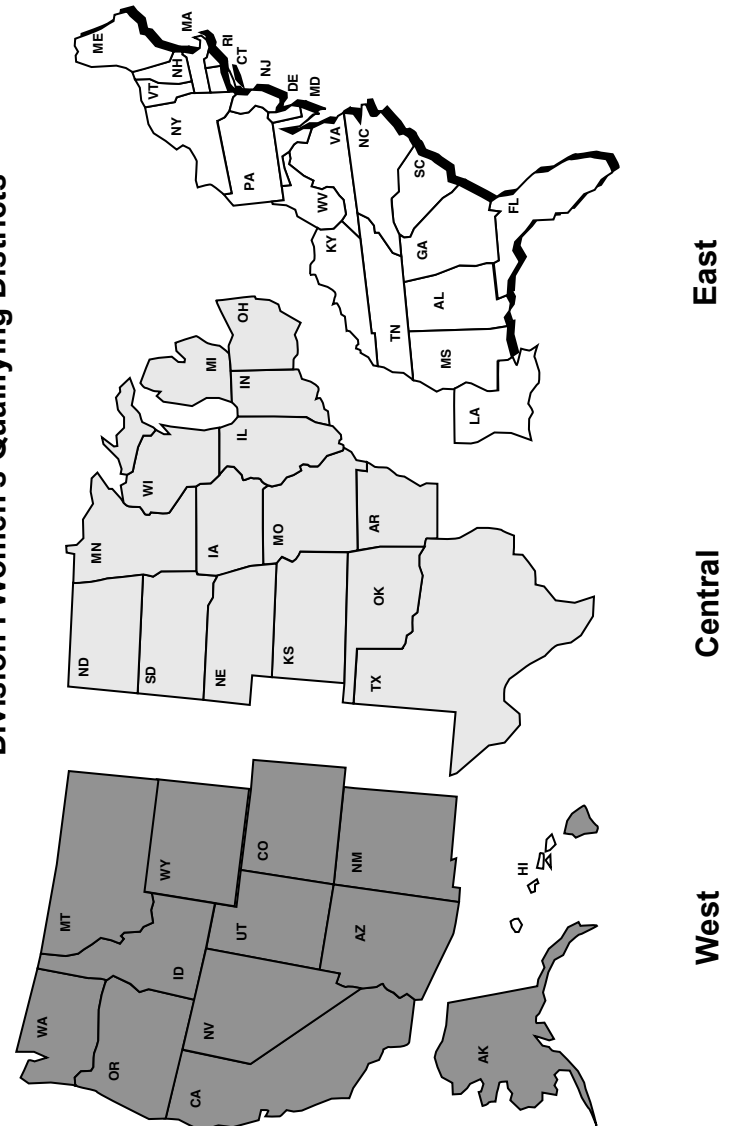 Division I Women's Qualifying Districts
WA
MT
OR
ID
WY
NV
UT
CO
CA
AZ
NM
AK
HI
ND
MN
SD
WI
MI
NE
IA
IL
IN
OH
KS
MO
OK
AR
TX
ME
VT
NH
MA
NY
RI
CT
PA
NJ
DE
MD
WV
VA
KY
NC
TN
SC
MS
AL
GA
LA
FL
West
Central
East